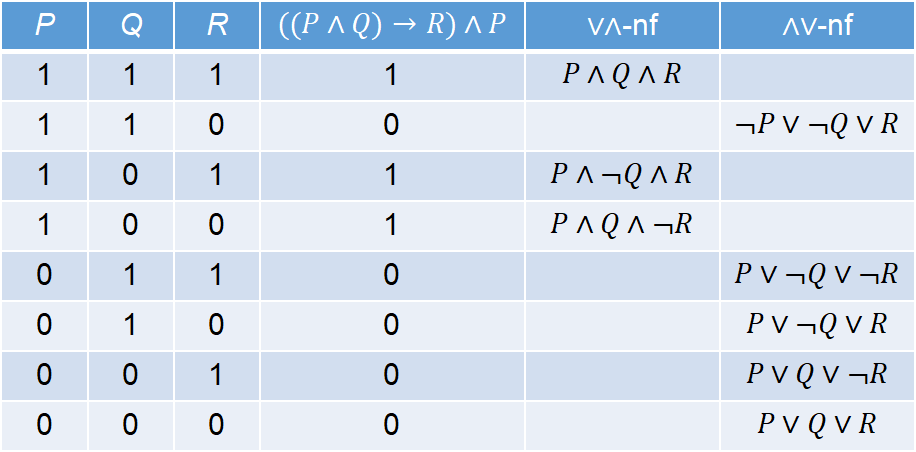 P Q R ((P ∧ Q) → R) ∧ P ∨∧-nf ∧∨-nf
1 1 1 1 P ∧ Q ∧ R
1 1 0 0 ¬P ∨ ¬Q ∨ R
1 0 1 1 P ∧ ¬Q ∧ R
1 0 0 1 P ∧ Q ∧ ¬R
0 1 1 0 P ∨ ¬Q ∨ ¬R
0 1 0 0 P ∨ ¬Q ∨ R
0 0 1 0 P ∨ Q ∨ ¬R
0 0 0 0 P ∨ Q ∨ R